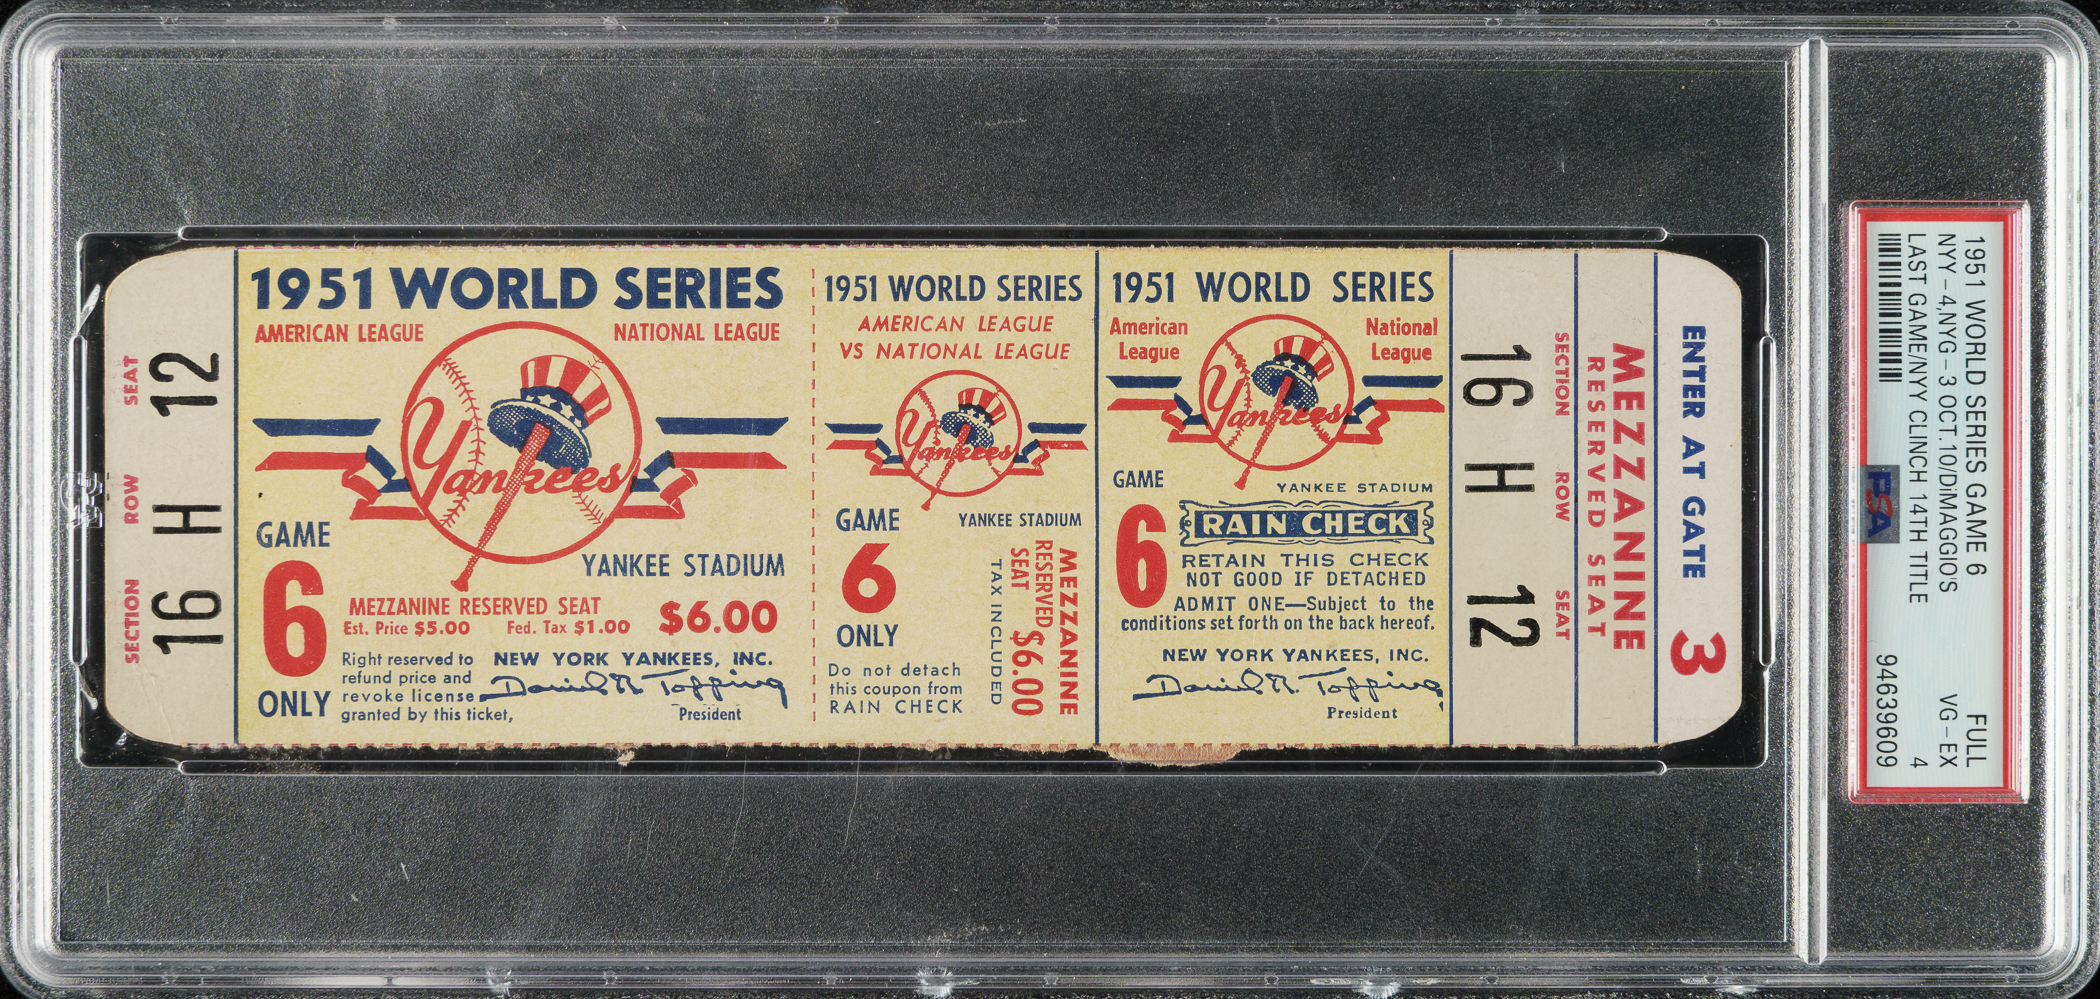 SECTION 16 ROW H SEAT 12
1951 WORLD SERIES
AMERICAN LEAGUE NATIONAL LEAGUE
Yankees
GAME
6
ONLY
YANKEE STADIUM
MEZZANINE RESERVED SEAT
Est. Price $5.00 Fed. Tax $1.00 $6.00
Right reserved to
refund price and
revoke license
granted by this ticket,
NEW YORK YANKEES, INC.
Daniel R. Topping
President
1951 WORLD SERIES
AMERICAN LEAGUE
VS NATIONAL LEAGUE
Yankees
GAME
6
ONLY
YANKEE STADIUM
MEZZANINE
RESERVED
SEAT $6.00
TAX INCLUDED
Do not detach
this coupon from
RAIN CHECK
1951 WORLD SERIES
American
League
National
League
Yankees
GAME
6
YANKEE STADIUM
RAIN CHECK
RETAIN THIS CHECK
NOT GOOD IF DETACHED
ADMIT ONE—Subject to the
conditions set forth on the back hereof.
NEW YORK YANKEES, INC.
Daniel R. Topping
President
SECTION 16 ROW H SEAT 12
MEZZANINE
RESERVED SEAT
ENTER AT GATE 3
1951 WORLD SERIES GAME 6 FULL
NYY-4,NYG-3 OCT.10/DiMAGGIO'S VG-EX
LAST GAME/NYY CLINCH 14TH TITLE 4
PSA 94639609